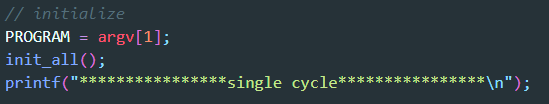 // initialize
PROGRAM = argv[1];
init_all();
printf("****************single cycle****************\n");